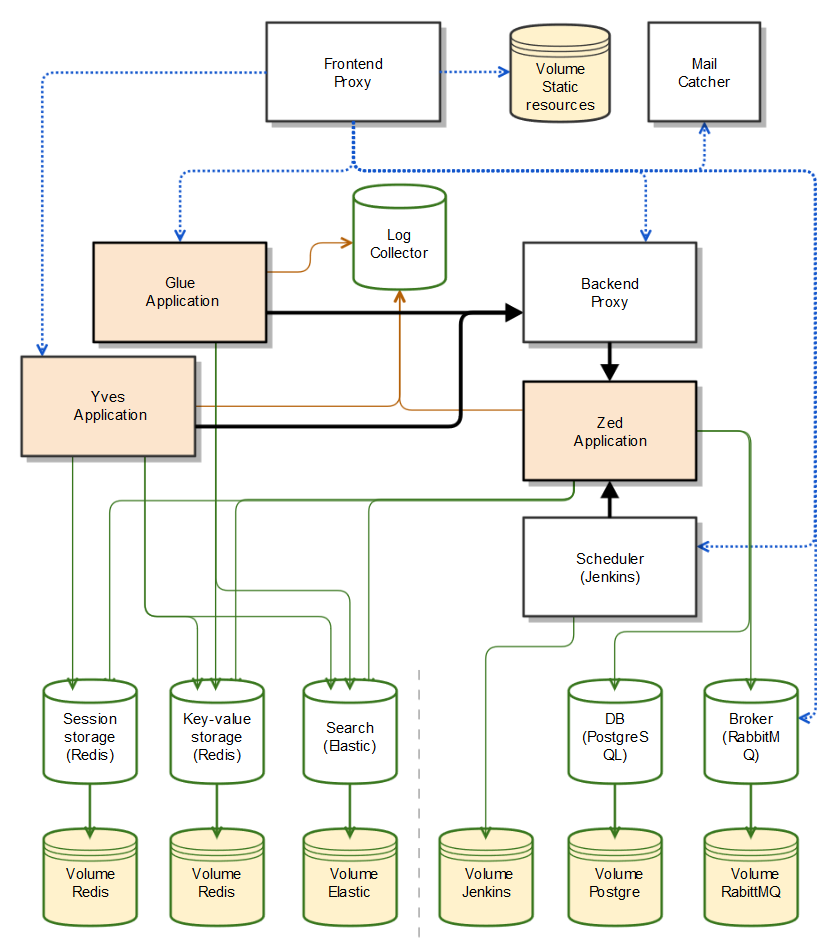 Frontend
Proxy
Volume
Static
resources
Mail
Catcher
Log
Collector
Glue
Application
Backend
Proxy
Yves
Application
Zed
Application
Scheduler
(Jenkins)
Session
storage
(Redis)
Key-value
storage
(Redis)
Search
(Elastic)
DB
(PostgreS
QL)
Broker
(RabbitM
Q)
Volume
Redis
Volume
Redis
Volume
Elastic
Volume
Jenkins
Volume
Postgre
Volume
RabittMQ